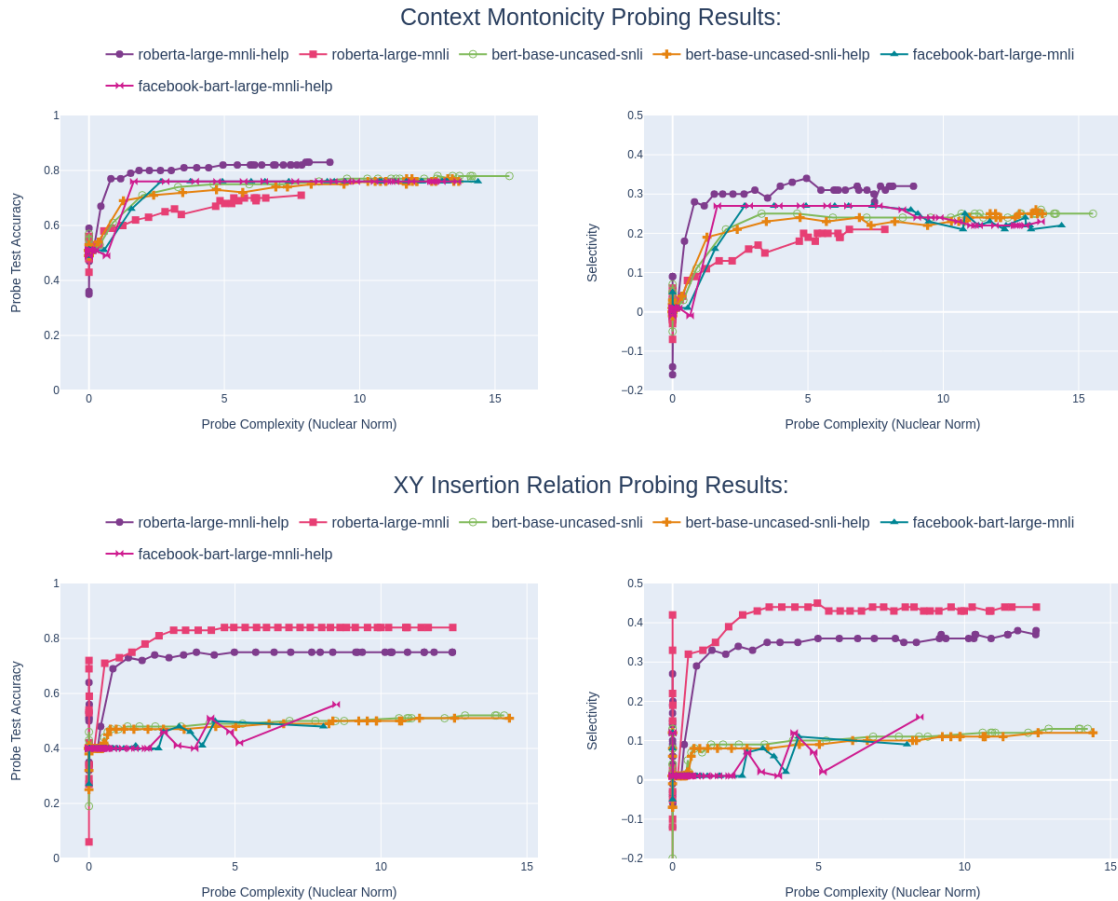 Context Montonicity Probing Results:
roberta-large-mnli-help roberta-large-mnli bert-base-uncased-snli bert-base-uncased-snli-help facebook-bart-large-mnli
facebook-bart-large-mnli-help
1
0.8
0.6
0.4
0.2
0
0 5 10 15
Probe Test Accuracy
Probe Complexity (Nuclear Norm)
0.5
0.4
0.3
0.2
0.1
0
−0.1
−0.2
0 5 10 15
Selectivity
Probe Complexity (Nuclear Norm)
XY Insertion Relation Probing Results:
roberta-large-mnli-help roberta-large-mnli bert-base-uncased-snli bert-base-uncased-snli-help facebook-bart-large-mnli
facebook-bart-large-mnli-help
1
0.8
0.6
0.4
0.2
0
0 5 10 15
Probe Test Accuracy
Probe Complexity (Nuclear Norm)
0.5
0.4
0.3
0.2
0.1
0
−0.1
−0.2
0 5 10 15
Selectivity
Probe Complexity (Nuclear Norm)